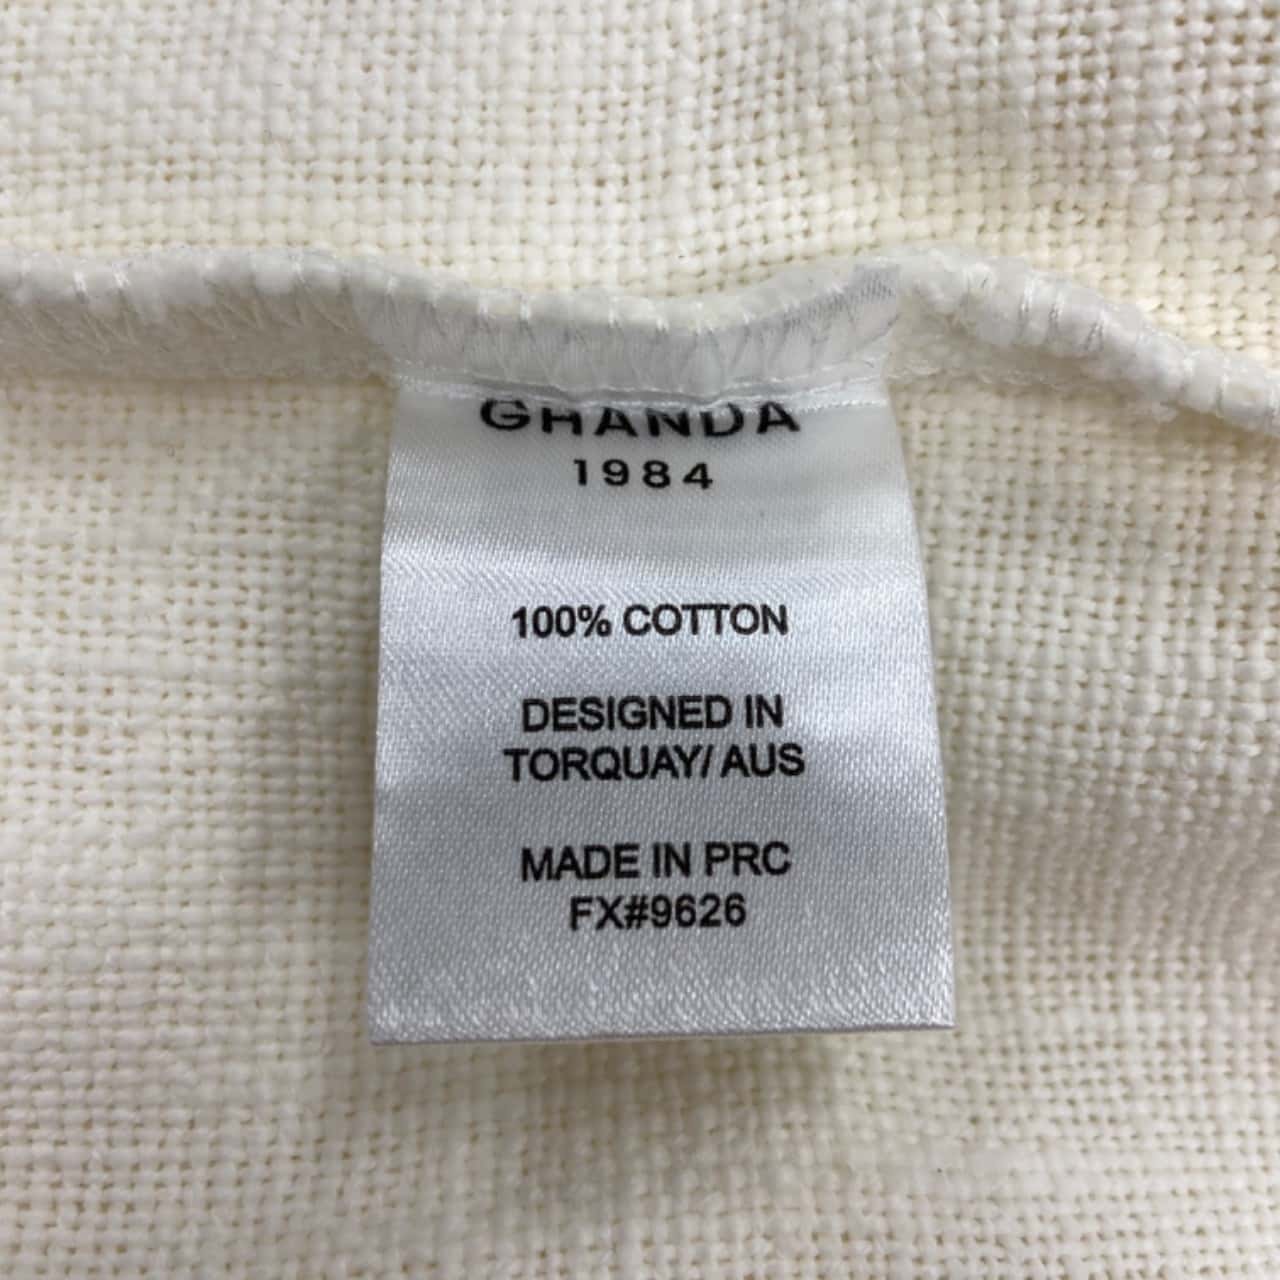 GHANDA
1984
100% COTTON
DESIGNED IN
TORQUAY/ AUS
MADE IN PRC
FX#9626